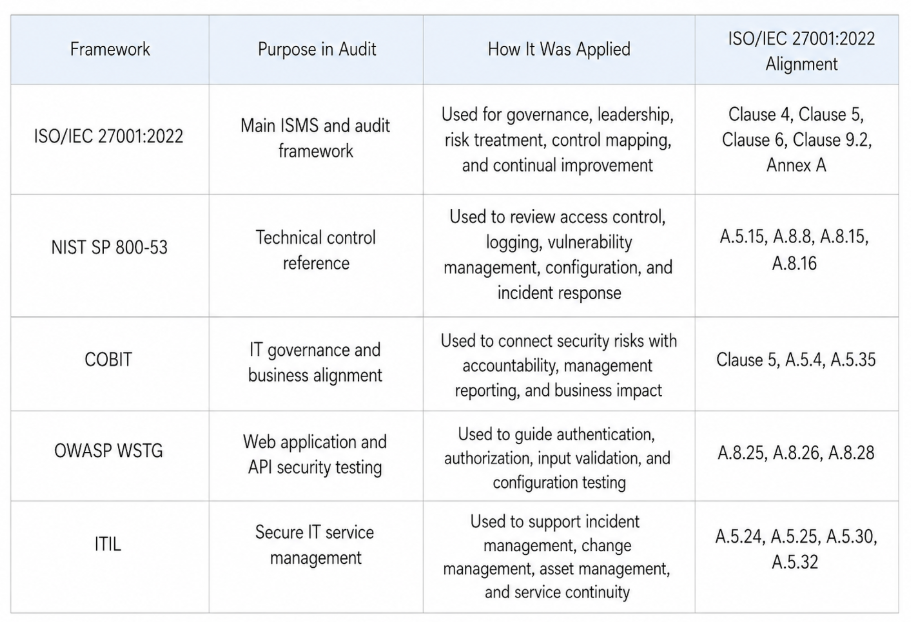 Framework
Purpose in Audit
How It Was Applied
ISO/IEC 27001:2022
Alignment
ISO/IEC 27001:2022
Main ISMS and audit
framework
Used for governance, leadership,
risk treatment, control mapping,
and continual improvement
Clause 4, Clause 5,
Clause 6, Clause 9.2,
Annex A
NIST SP 800-53
Technical control
reference
Used to review access control,
logging, vulnerability
management, configuration, and
incident response
A.5.15, A.8.8, A.8.15,
A.8.16
COBIT
IT governance and
business alignment
Used to connect security risks with
accountability, management
reporting, and business impact
Clause 5, A.5.4, A.5.35
OWASP WSTG
Web application and
API security testing
Used to guide authentication,
authorization, input validation, and
configuration testing
A.8.25, A.8.26, A.8.28
ITIL
Secure IT service
management
Used to support incident
management, change
management, asset management,
and service continuity
A.5.24, A.5.25, A.5.30,
A.5.32